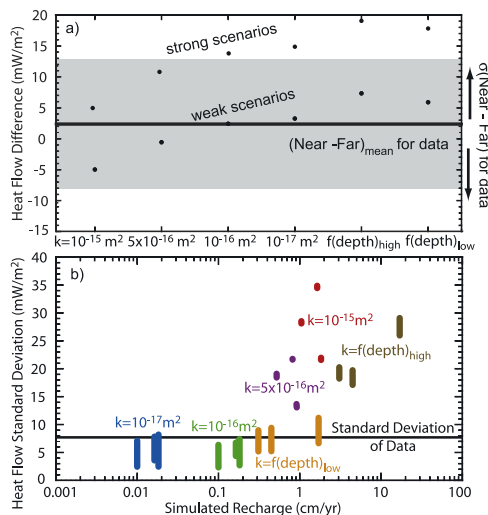 a)
Heat Flow Difference (mW/m²)
20
15
10
5
0
-5
-10
-15
strong scenarios
weak scenarios
(Near -Far)mean for data
σ(Near - Far) for data
k=10⁻¹⁵ m²
5x10⁻¹⁶ m²
10⁻¹⁶ m²
10⁻¹⁷ m²
f(depth)high
f(depth)low
b)
Heat Flow Standard Deviation (mW/m²)
40
35
30
25
20
15
10
5
0
k=10⁻¹⁵m²
k=f(depth)high
k=5x10⁻¹⁶m²
k=10⁻¹⁷m²
k=10⁻¹⁶m²
Standard Deviation
of Data
k=f(depth)low
0.001
0.01
0.1
1
10
100
Simulated Recharge (cm/yr)